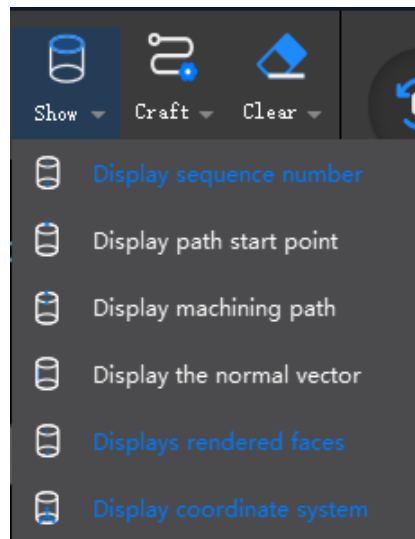 Show
Craft
Clear
Display sequence number
Display path start point
Display machining path
Display the normal vector
Displays rendered faces
Display coordinate system